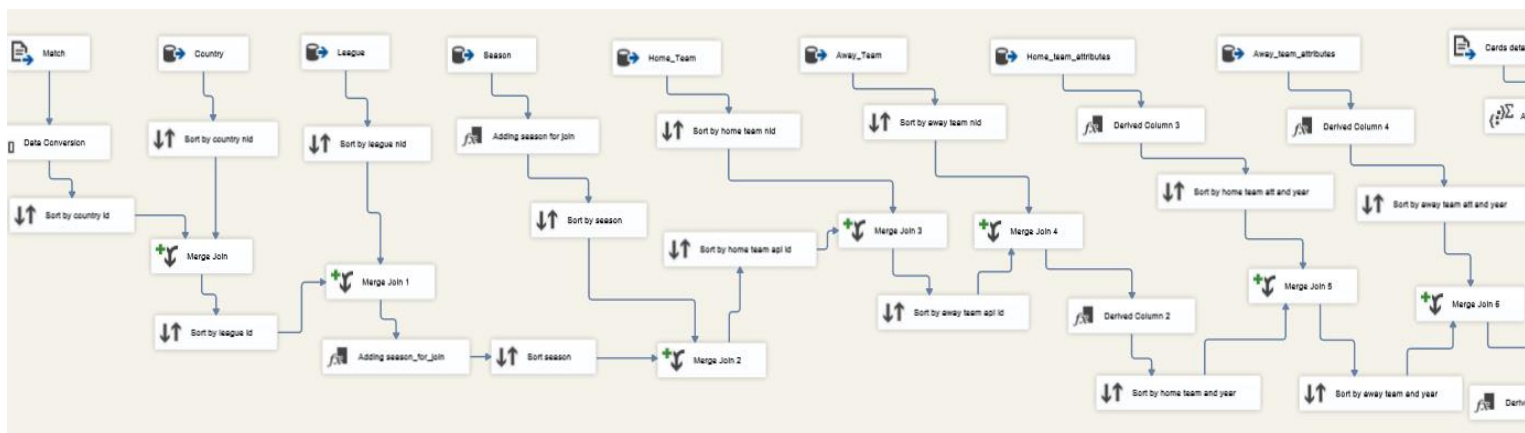 Match
Country
League
Season
Home_Team
Away_Team
Home_team_attributes
Away_team_attributes
Cards
Data Conversion
Sort by country nid
Sort by league nid
Adding season for join
Sort by home team nid
Sort by away team nid
Derived Column 3
Derived Column 4
Sort by country id
Sort by season
Sort by home team att and year
Sort by away team att and year
Merge Join
Merge Join 1
Sort by home team api id
Merge Join 3
Merge Join 4
Merge Join 5
Merge Join 6
Sort by league id
Sort by away team api id
Derived Column 2
Adding season_for_join
Sort season
Merge Join 2
Sort by home team and year
Sort by away team and year